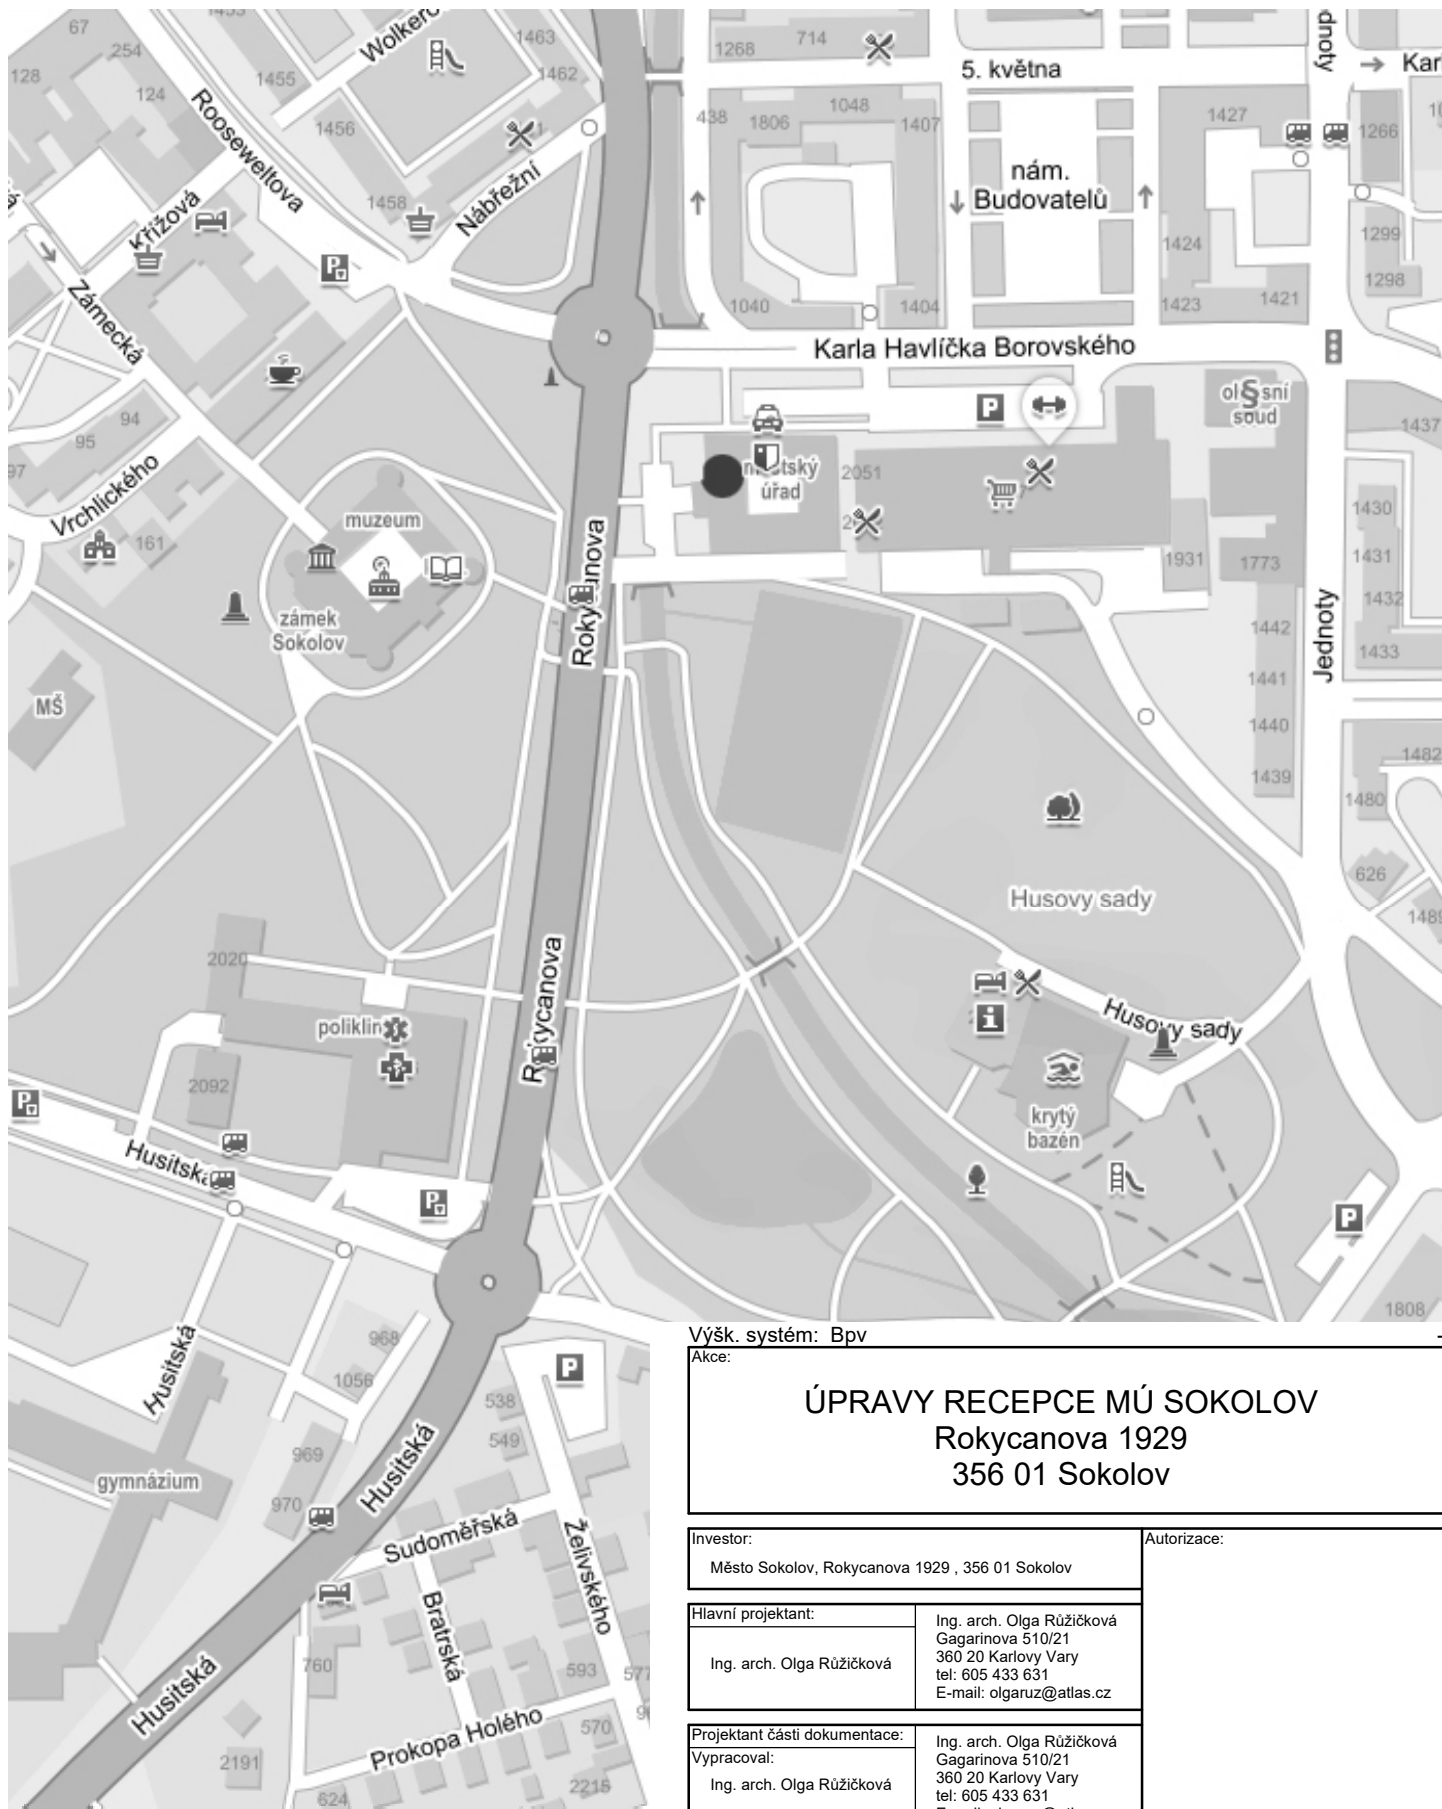 67
254
128
124
1453
1455
1456
1458
Wolkero
1463
1462
Rooseweltova
Nábřežní
Křížová
Zámecká
1268
714
5. května
dnoty
Kar
438
1806
1048
1407
1427
1266
nám.
Budovatelů
1424
1423
1421
1299
1298
1040
1404
Karla Havlíčka Borovského
94
95
97
Vrchlického
161
muzeum
zámek
Sokolov
MŠ
úřad
2051
soud
1437
1430
1431
1432
1433
1931
1773
1442
1441
1440
1439
Jednoty
1482
1480
626
Husovy sady
Husovy sady
krytý
bazén
2020
2092
Husitská
Husitská
968
1056
969
970
gymnázium
Husitská
538
549
Sudoměřská
Želivského
Bratrská
760
593
577
570
Prokopa Holého
2191
624
2215
Husitská
1808
Výšk. systém: Bpv
Akce:
ÚPRAVY RECEPCE MÚ SOKOLOV
Rokycanova 1929
356 01 Sokolov
Investor:
Město Sokolov, Rokycanova 1929 , 356 01 Sokolov
Autorizace:
Hlavní projektant:
Ing. arch. Olga Růžičková
Ing. arch. Olga Růžičková
Gagarinova 510/21
360 20 Karlovy Vary
tel: 605 433 631
E-mail: olgaruz@atlas.cz
Projektant části dokumentace:
Vypracoval:
Ing. arch. Olga Růžičková
Ing. arch. Olga Růžičková
Gagarinova 510/21
360 20 Karlovy Vary
tel: 605 433 631